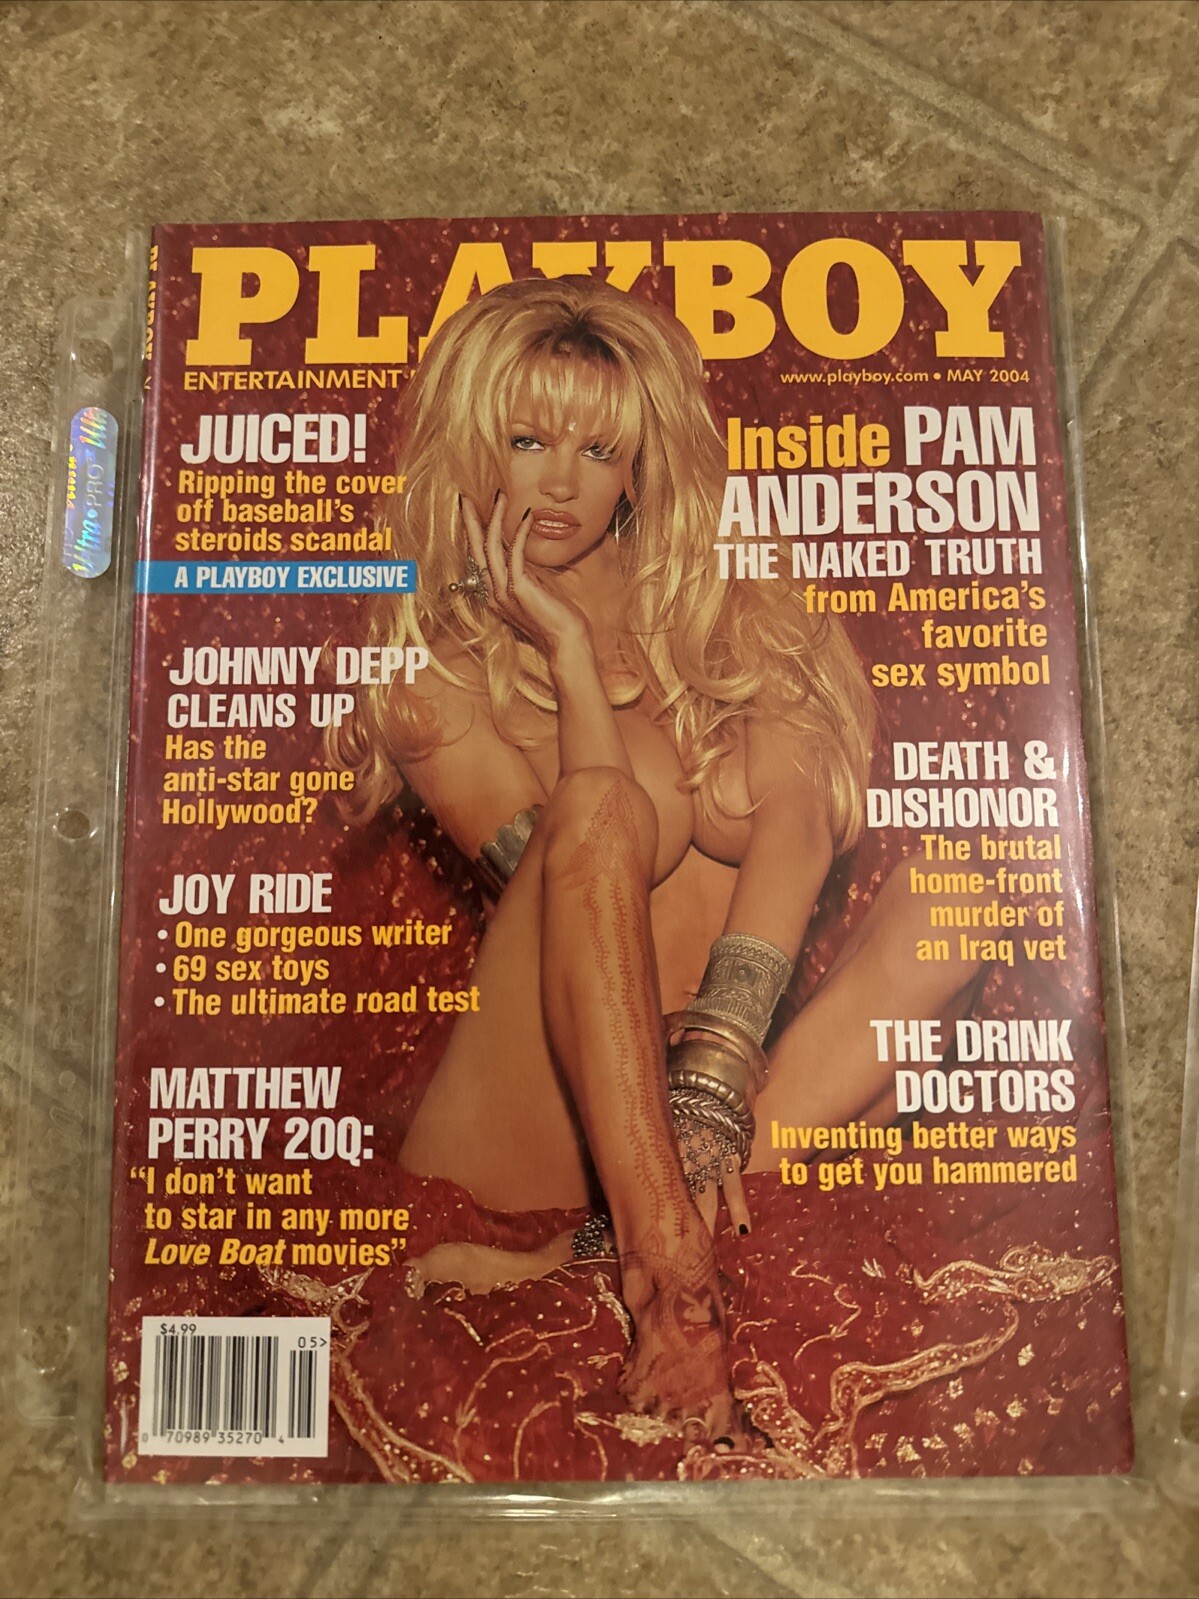 PLAYBOY
ENTERTAINMENT
www.playboy.com • MAY 2004
JUICED!
Ripping the cover
off baseball's
steroids scandal
A PLAYBOY EXCLUSIVE
JOHNNY DEPP
CLEANS UP
Has the
anti-star gone
Hollywood?
JOY RIDE
• One gorgeous writer
• 69 sex toys
• The ultimate road test
MATTHEW
PERRY 20Q:
“I don't want
to star in any more
Love Boat movies”
Inside PAM
ANDERSON
THE NAKED TRUTH
from America's
favorite
sex symbol
DEATH &
DISHONOR
The brutal
home-front
murder of
an Iraq vet
THE DRINK
DOCTORS
Inventing better ways
to get you hammered
$4.99
05>
0 70989 35270 4
Ultra•PRO